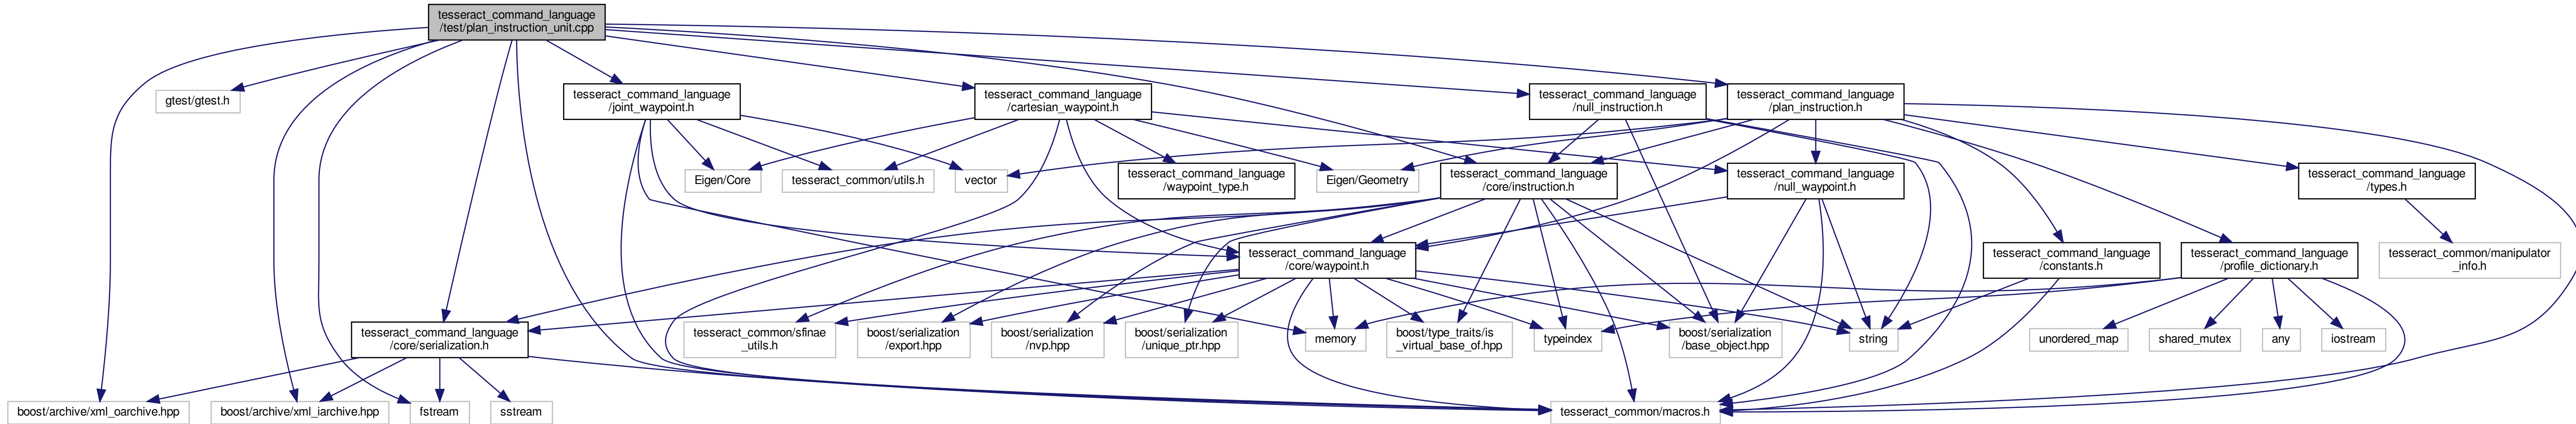 tesseract_command_language
/test/plan_instruction_unit.cpp
gtest/gtest.h
tesseract_command_language
/joint_waypoint.h
tesseract_command_language
/cartesian_waypoint.h
tesseract_command_language
/null_instruction.h
tesseract_command_language
/plan_instruction.h
Eigen/Core
tesseract_common/utils.h
vector
tesseract_command_language
/waypoint_type.h
Eigen/Geometry
tesseract_command_language
/core/instruction.h
tesseract_command_language
/null_waypoint.h
tesseract_command_language
/types.h
tesseract_command_language
/core/waypoint.h
tesseract_command_language
/constants.h
tesseract_command_language
/profile_dictionary.h
tesseract_common/manipulator
_info.h
tesseract_command_language
/core/serialization.h
tesseract_common/sfinae
_utils.h
boost/serialization
/export.hpp
boost/serialization
/nvp.hpp
boost/serialization
/unique_ptr.hpp
memory
boost/type_traits/is
_virtual_base_of.hpp
typeindex
boost/serialization
/base_object.hpp
string
unordered_map
shared_mutex
any
iostream
boost/archive/xml_oarchive.hpp
boost/archive/xml_iarchive.hpp
fstream
sstream
tesseract_common/macros.h